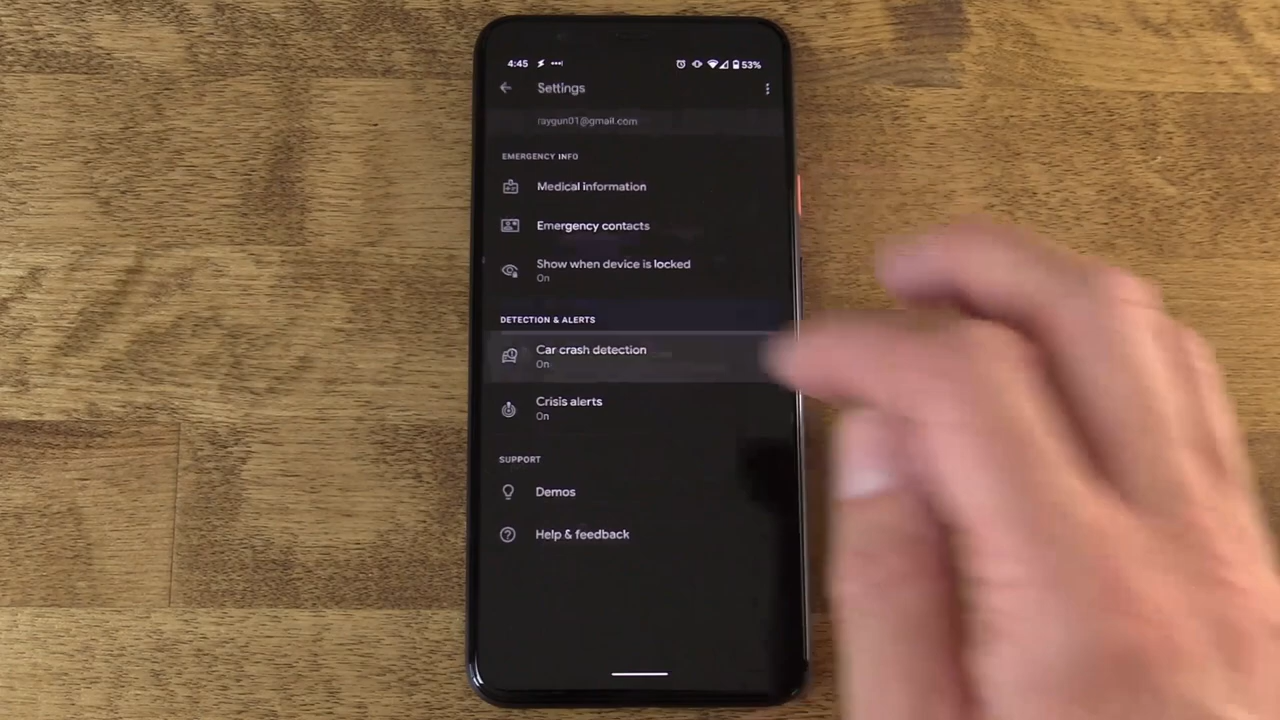 4:45 53%
Settings
raygun01@gmail.com
EMERGENCY INFO
Medical information
Emergency contacts
Show when device is locked
On
DETECTION & ALERTS
Car crash detection
On
Crisis alerts
On
SUPPORT
Demos
Help & feedback